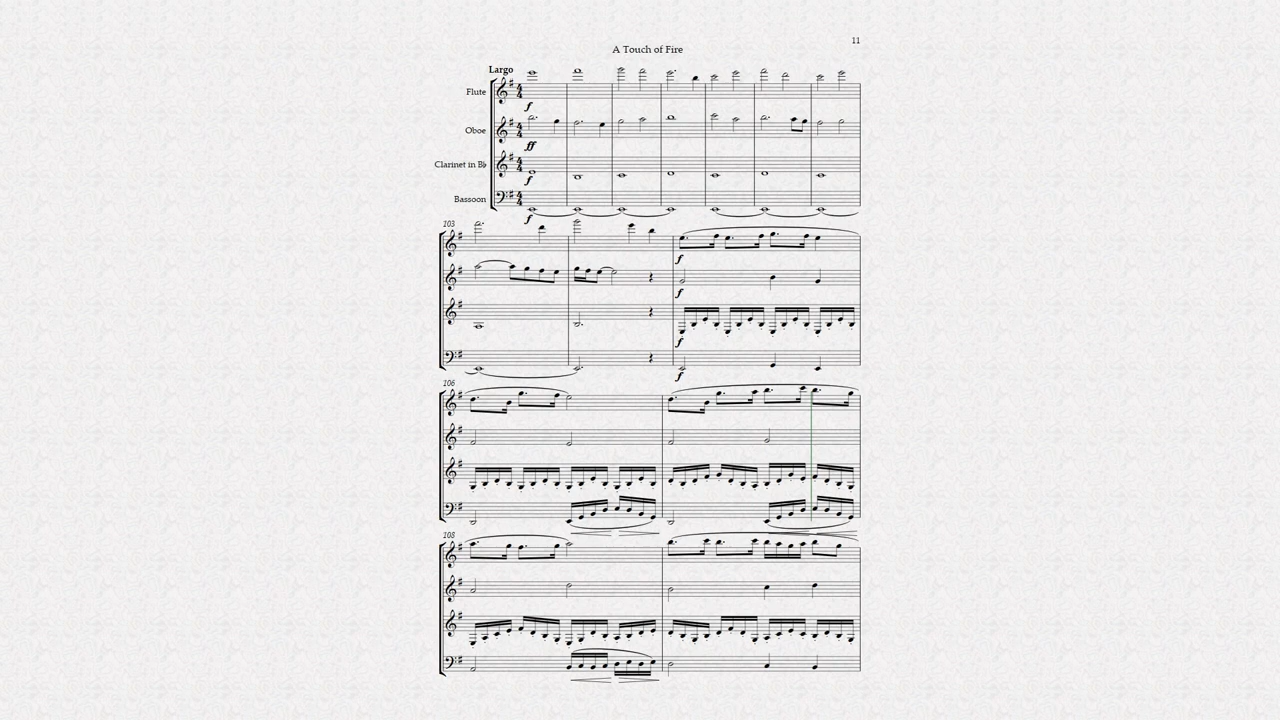 11
A Touch of Fire
Largo
Flute
f
Oboe
ff
Clarinet in B♭
f
Bassoon
f
103
f
f
f
f
106
108